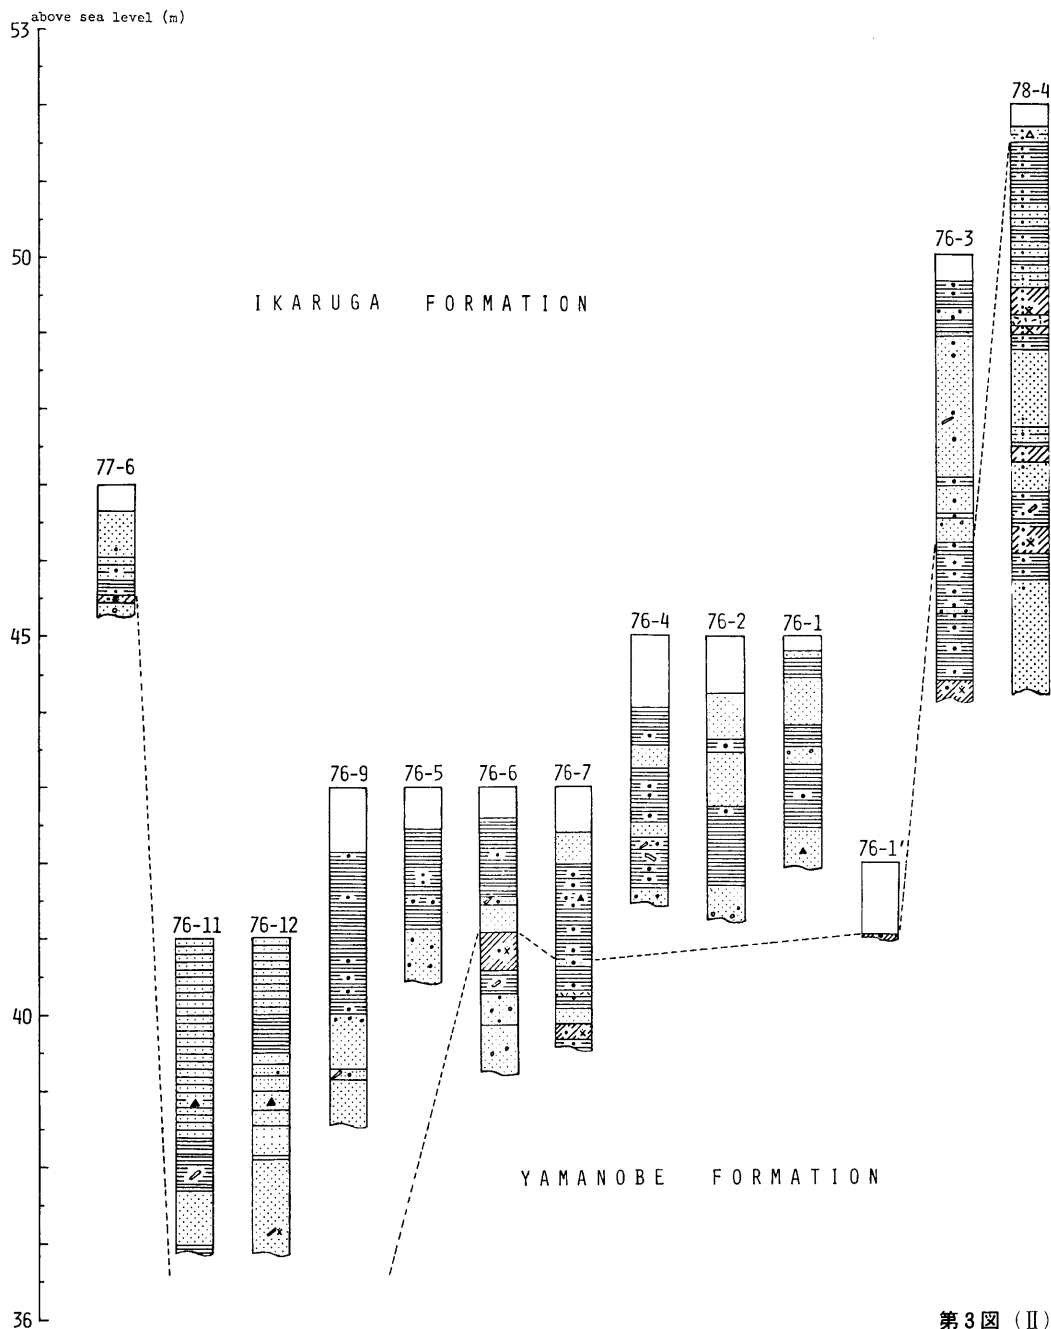 above sea level (m)
53
78-4
76-3
50
IKARUGA FORMATION
77-6
76-4 76-2 76-1
45
76-9 76-5 76-6 76-7
76-1'
76-11 76-12
40
YAMANOBE FORMATION
36
第3図 (Ⅱ)